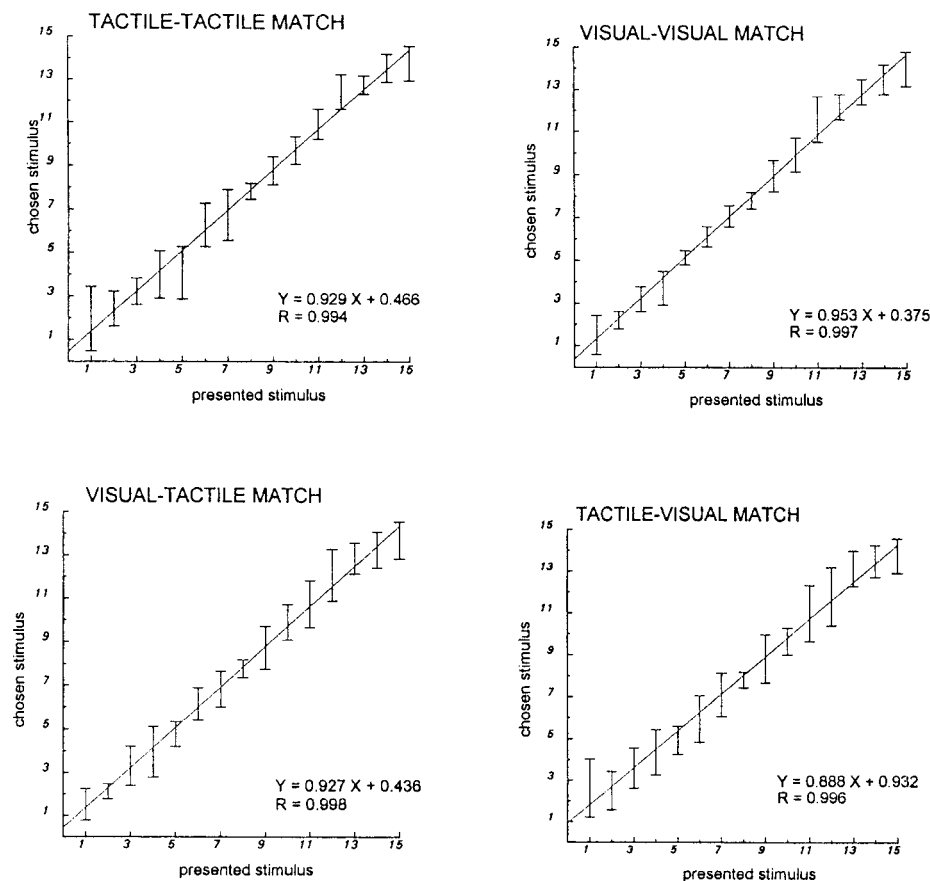 TACTILE-TACTILE MATCH
15
13
11
9
7
5
3
1
chosen stimulus
Y = 0.929 X + 0.466
R = 0.994
1 3 5 7 9 11 13 15
presented stimulus
VISUAL-VISUAL MATCH
15
13
11
9
7
5
3
1
chosen stimulus
Y = 0.953 X + 0.375
R = 0.997
1 3 5 7 9 11 13 15
presented stimulus
VISUAL-TACTILE MATCH
15
13
11
9
7
5
3
1
chosen stimulus
Y = 0.927 X + 0.436
R = 0.998
1 3 5 7 9 11 13 15
presented stimulus
TACTILE-VISUAL MATCH
15
13
11
9
7
5
3
1
chosen stimulus
Y = 0.888 X + 0.932
R = 0.996
1 3 5 7 9 11 13 15
presented stimulus